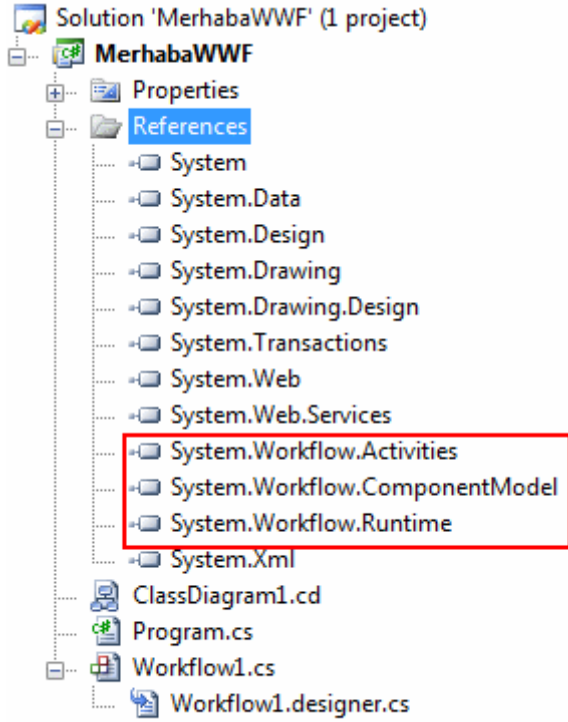 Solution 'MerhabaWWF' (1 project)
MerhabaWWF
Properties
References
System
System.Data
System.Design
System.Drawing
System.Drawing.Design
System.Transactions
System.Web
System.Web.Services
System.Workflow.Activities
System.Workflow.ComponentModel
System.Workflow.Runtime
System.Xml
ClassDiagram1.cd
Program.cs
Workflow1.cs
Workflow1.designer.cs